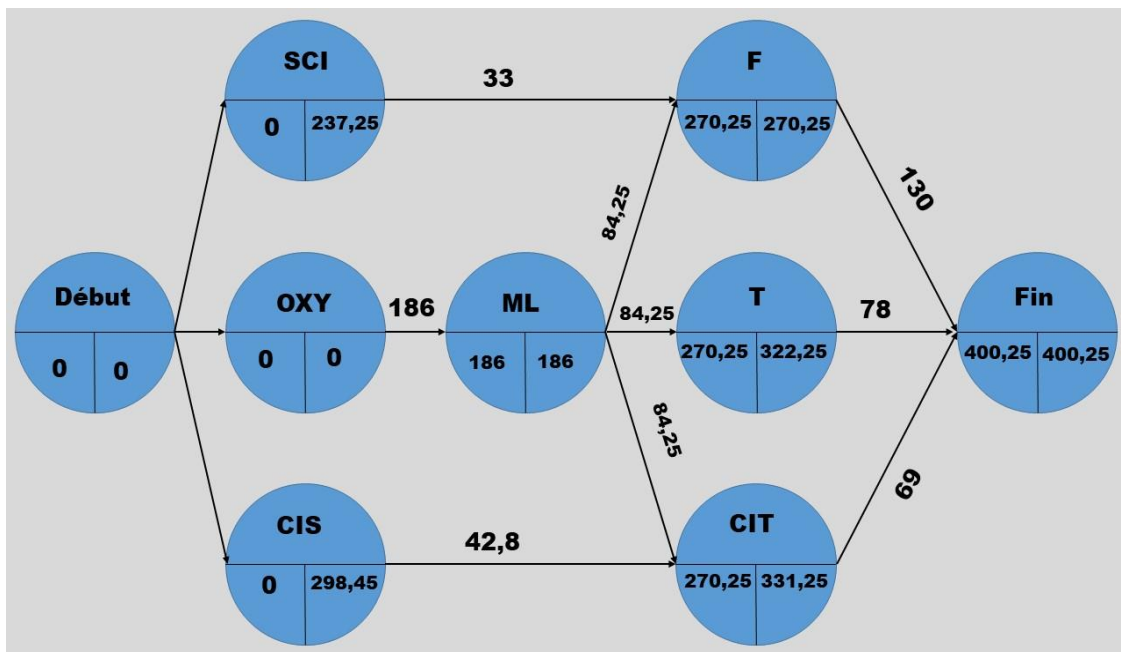 SCI
0 237,25
33
F
270,25 270,25
84,25
130
Début
0 0
OXY
0 0
186
ML
186 186
84,25
T
270,25 322,25
78
Fin
400,25 400,25
84,25
CIS
0 298,45
42,8
CIT
270,25 331,25
69